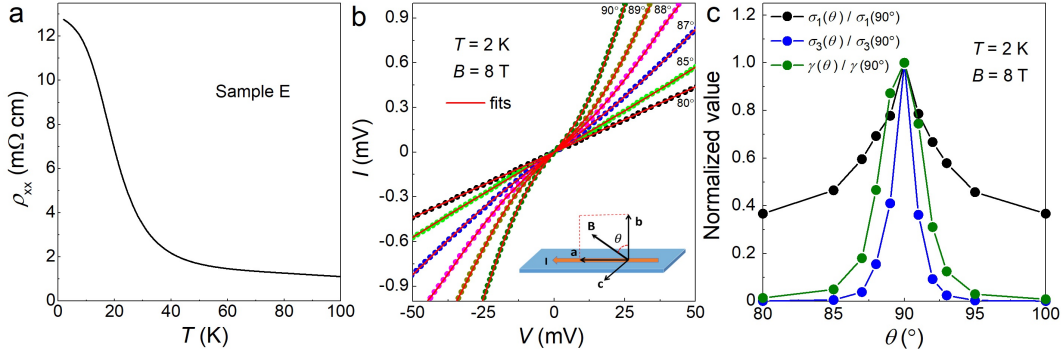 a
ρxx (mΩ cm)
12
10
8
6
4
2
0
Sample E
0 20 40 60 80 100
T (K)
b
I (mV)
0.9
0.6
0.3
0
-0.3
-0.6
-0.9
90° 89° 88°
87°
85°
80°
T = 2 K
B = 8 T
fits
B
b
θ
a
I
c
-50 -25 0 25 50
V (mV)
c
Normalized value
1.2
1.0
0.8
0.6
0.4
0.2
0.0
σ1(θ) / σ1(90°)
σ3(θ) / σ3(90°)
γ(θ) / γ(90°)
T = 2 K
B = 8 T
80 85 90 95 100
θ (°)